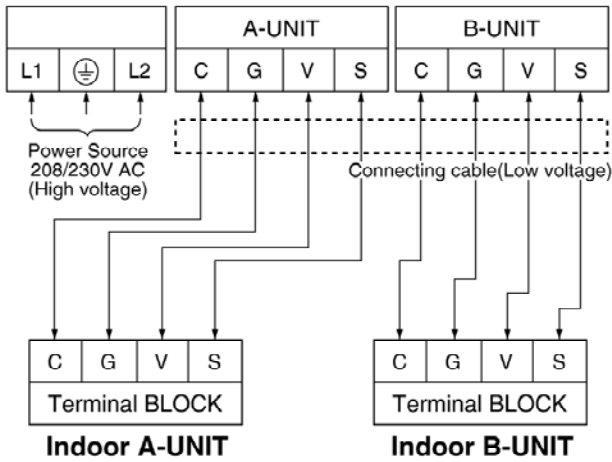 A-UNIT
B-UNIT
L1 L2 C G V S C G V S
Power Source
208/230V AC
(High voltage)
Connecting cable(Low voltage)
C G V S
Terminal BLOCK
Indoor A-UNIT
C G V S
Terminal BLOCK
Indoor B-UNIT